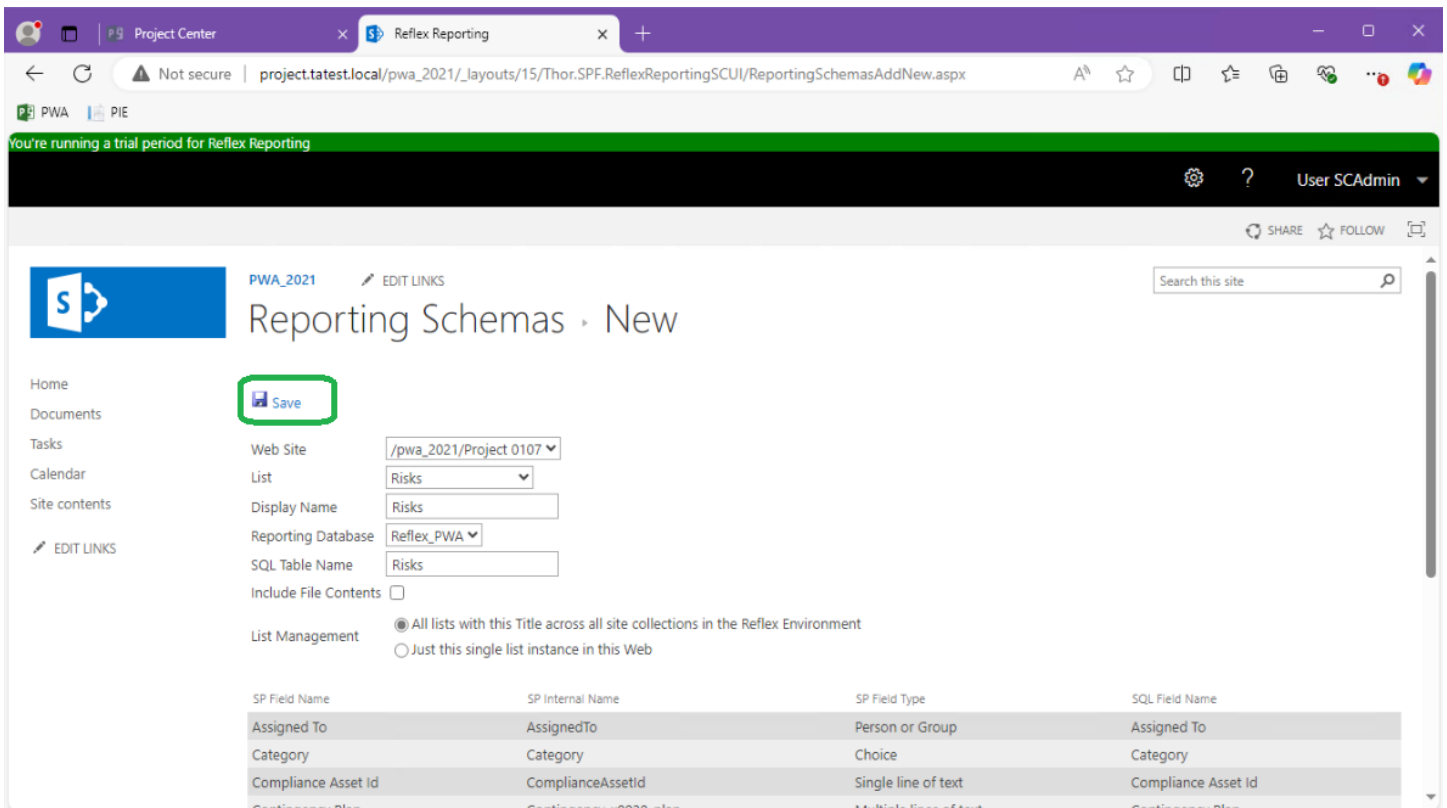 Project Center
Reflex Reporting
Not secure project.tatest.local/pwa_2021/_layouts/15/Thor.SPF.ReflexReportingSCUI/ReportingSchemasAddNew.aspx
PWA PIE
You're running a trial period for Reflex Reporting
? User SCAdmin
SHARE FOLLOW
S
PWA_2021 EDIT LINKS
Search this site
Reporting Schemas New
Home
Documents
Tasks
Calendar
Site contents
EDIT LINKS
Save
Web Site /pwa_2021/Project 0107
List Risks
Display Name Risks
Reporting Database Reflex_PWA
SQL Table Name Risks
Include File Contents
List Management
All lists with this Title across all site collections in the Reflex Environment
Just this single list instance in this Web
SP Field Name SP Internal Name SP Field Type SQL Field Name
Assigned To AssignedTo Person or Group Assigned To
Category Category Choice Category
Compliance Asset Id ComplianceAssetId Single line of text Compliance Asset Id